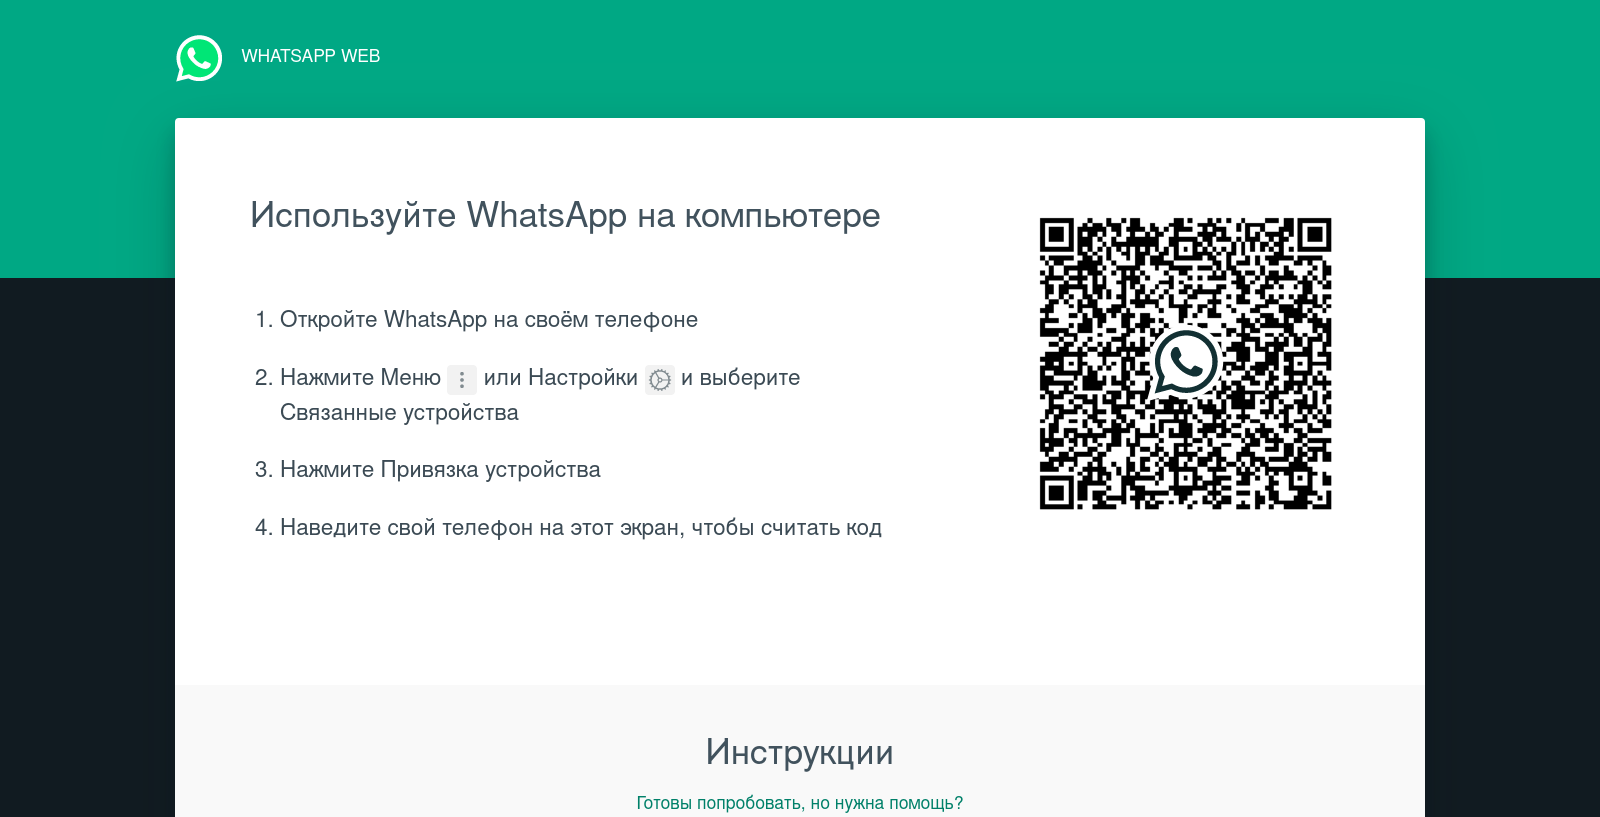 WHATSAPP WEB
Используйте WhatsApp на компьютере
1. Откройте WhatsApp на своём телефоне
2. Нажмите Меню или Настройки и выберите
Связанные устройства
3. Нажмите Привязка устройства
4. Наведите свой телефон на этот экран, чтобы считать код
Инструкции
Готовы попробовать, но нужна помощь?